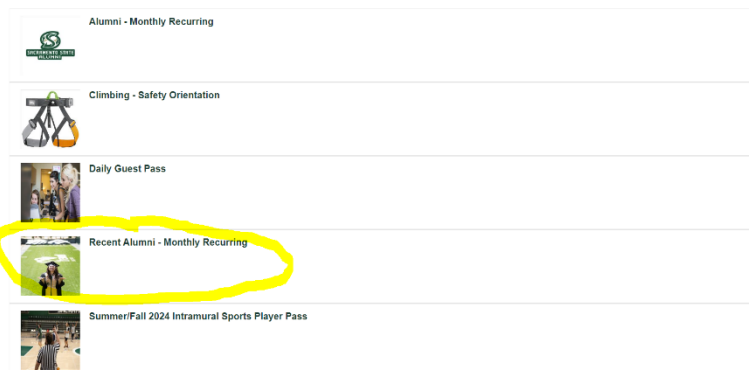 Alumni - Monthly Recurring
SACRAMENTO STATE
ALUMNI
Climbing - Safety Orientation
Daily Guest Pass
Recent Alumni - Monthly Recurring
Summer/Fall 2024 Intramural Sports Player Pass